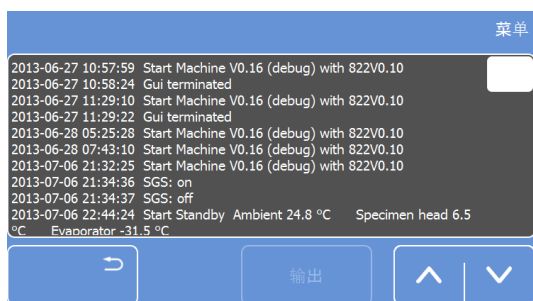 菜单
2013-06-27 10:57:59 Start Machine V0.16 (debug) with 822V0.10
2013-06-27 10:58:24 Gui terminated
2013-06-27 11:29:10 Start Machine V0.16 (debug) with 822V0.10
2013-06-27 11:29:22 Gui terminated
2013-06-28 05:25:28 Start Machine V0.16 (debug) with 822V0.10
2013-06-28 07:43:10 Start Machine V0.16 (debug) with 822V0.10
2013-07-06 21:32:25 Start Machine V0.16 (debug) with 822V0.10
2013-07-06 21:34:36 SGS: on
2013-07-06 21:34:37 SGS: off
2013-07-06 22:44:24 Start Standby Ambient 24.8 °C Specimen head 6.5
°C Evaporator -31.5 °C
输出